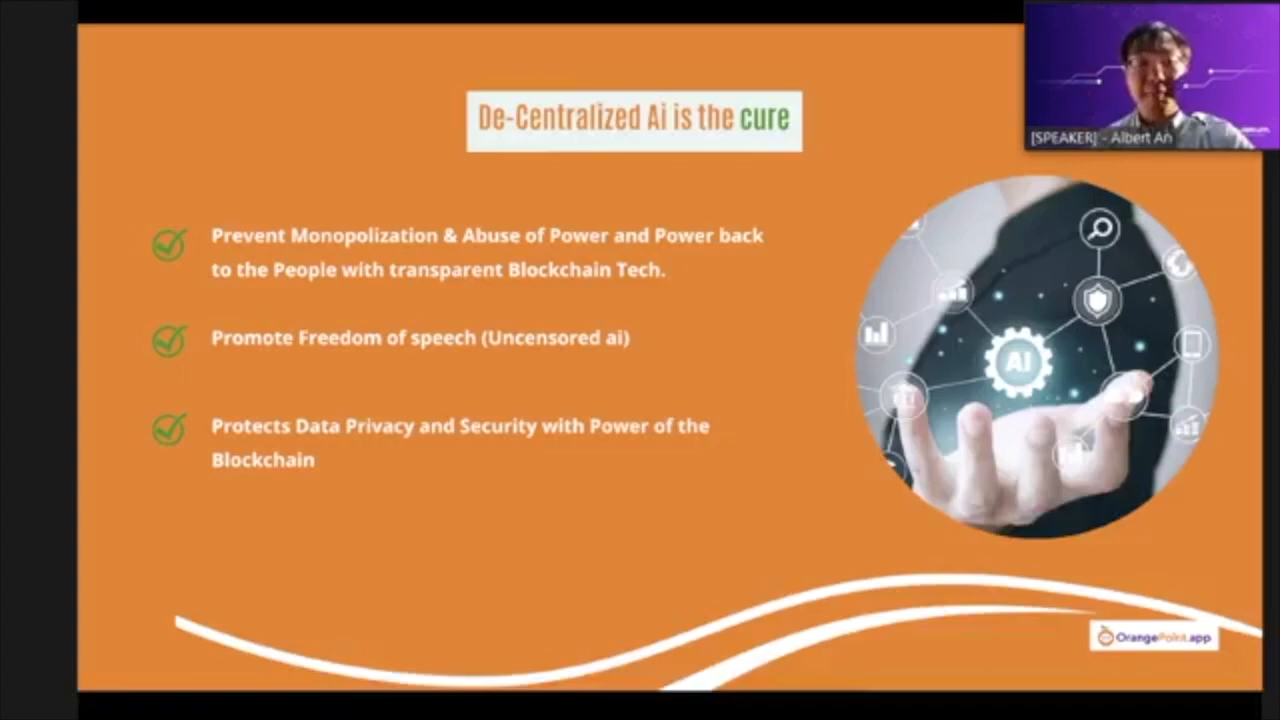 De-Centralized Ai is the cure
[SPEAKER] - Albert An
Prevent Monopolization & Abuse of Power and Power back
to the People with transparent Blockchain Tech.
Promote Freedom of speech (Uncensored ai)
Protects Data Privacy and Security with Power of the
Blockchain
AI
OrangePoint.app